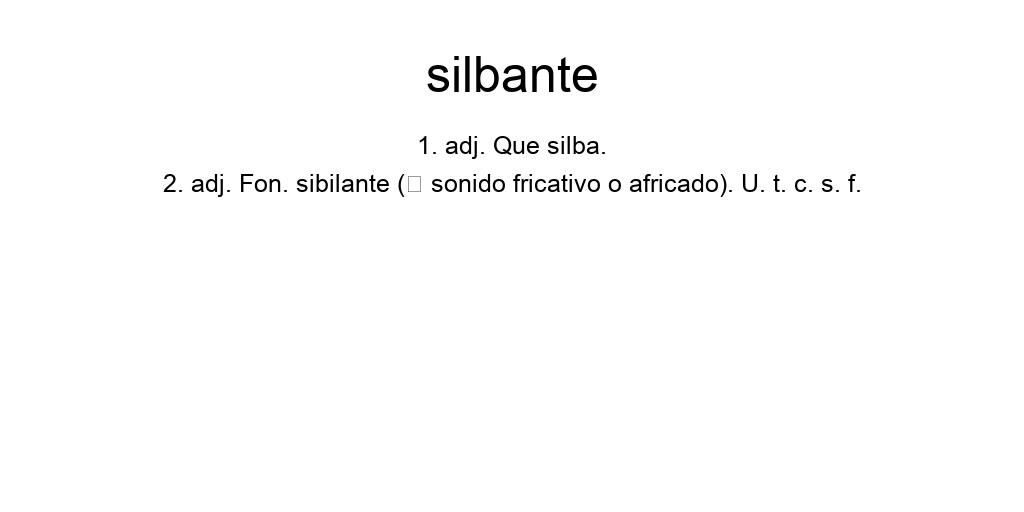 silbante
1. adj. Que silba.
2. adj. Fon. sibilante (□ sonido fricativo o africado). U. t. c. s. f.